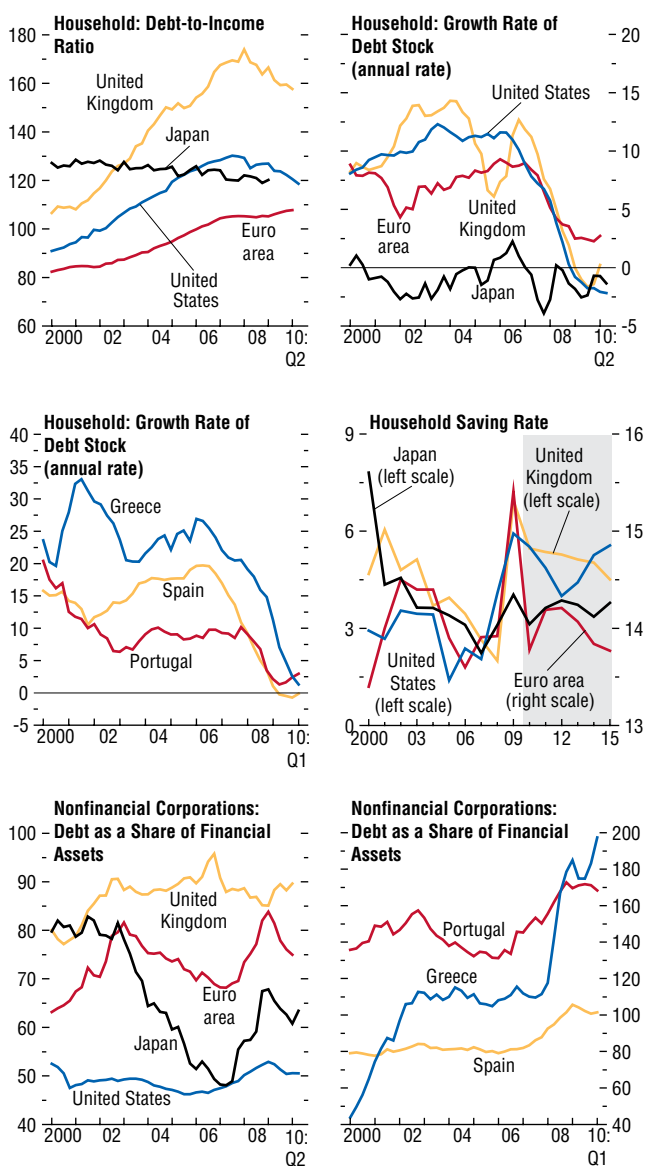 Household: Debt-to-Income
Ratio
180
160
140
120
100
80
60
United
Kingdom
Japan
Euro
area
United
States
2000 02 04 06 08 10:
Q2
Household: Growth Rate of
Debt Stock
(annual rate)
20
15
10
5
0
-5
United States
Euro
area
United
Kingdom
Japan
2000 02 04 06 08 10:
Q2
Household: Growth Rate of
Debt Stock
(annual rate)
40
35
30
25
20
15
10
5
0
-5
Greece
Spain
Portugal
2000 02 04 06 08 10:
Q1
Household Saving Rate
9
6
3
0
16
15
14
13
Japan
(left scale)
United
Kingdom
(left scale)
United
States
(left scale)
Euro area
(right scale)
2000 03 06 09 12 15
Nonfinancial Corporations:
Debt as a Share of Financial
Assets
100
90
80
70
60
50
40
United
Kingdom
Euro
area
Japan
United States
2000 02 04 06 08 10:
Q2
Nonfinancial Corporations:
Debt as a Share of Financial
Assets
200
180
160
140
120
100
80
60
40
Portugal
Greece
Spain
2000 02 04 06 08 10:
Q1